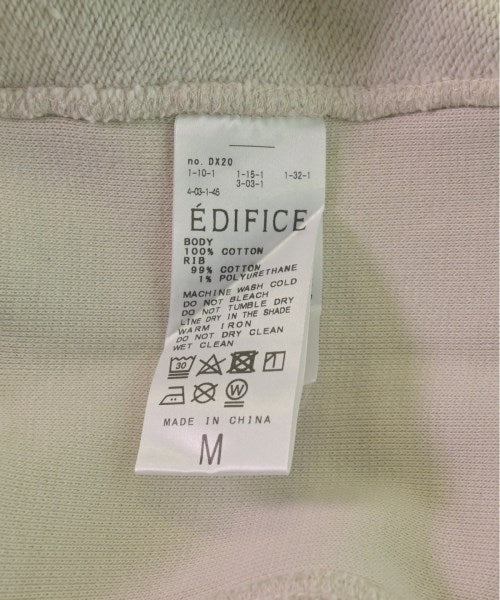 no. DX20
1-10-1 1-15-1 1-32-1
3-03-1
4-03-1-45
ÉDIFICE
BODY
100% COTTON
RIB
99% COTTON
1% POLYURETHANE
MACHINE WASH COLD
DO NOT BLEACH
DO NOT TUMBLE DRY
LINE DRY IN THE SHADE
WARM IRON
DO NOT DRY CLEAN
WET CLEAN
30
W
MADE IN CHINA
M